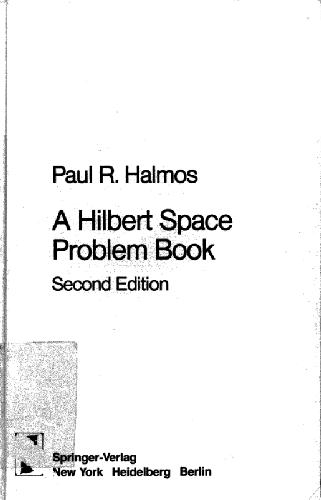 Paul R. Halmos
A Hilbert Space
Problem Book
Second Edition
Springer-Verlag
New York Heidelberg Berlin